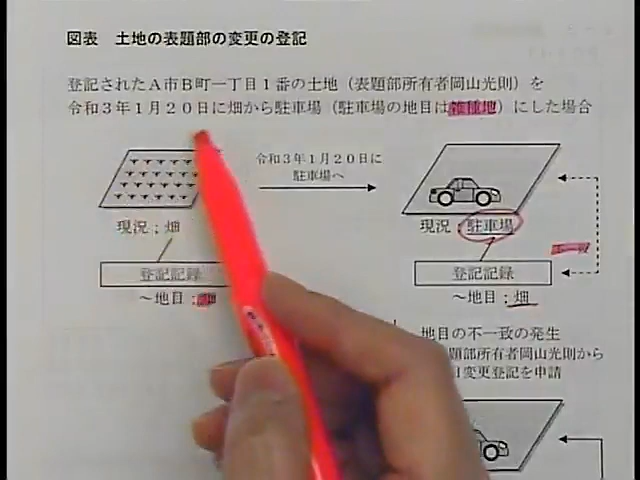 図表 土地の表題部の変更の登記
登記されたA市B町一丁目1番の土地(表題部所有者岡山光則)を
令和3年1月20日に畑から駐車場(駐車場の地目は雑種地)にした場合
令和3年1月20日に
駐車場へ
現況;畑
現況;駐車場
登記記録
登記記録
不一致
~地目;畑
~地目;畑
地目の不一致の発生
題部所有者岡山光則から
変更登記を申請